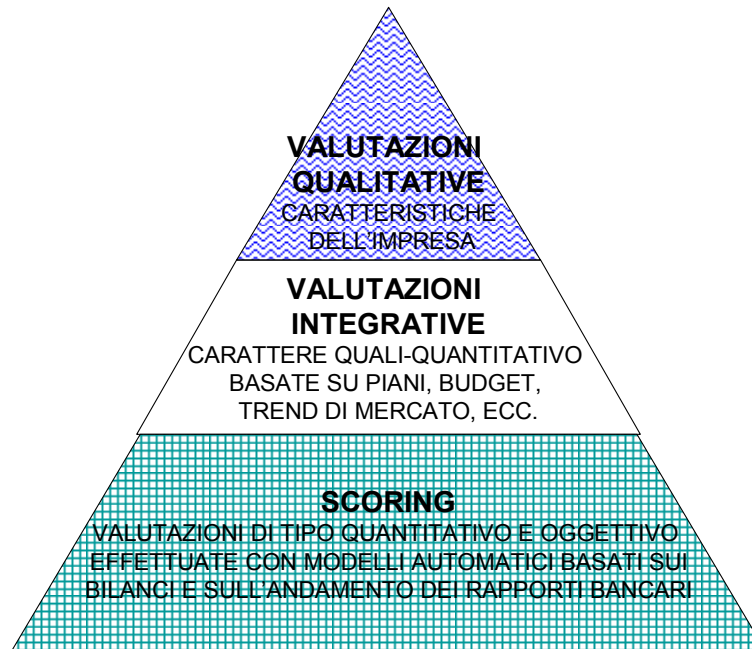 VALUTAZIONI
QUALITATIVE
CARATTERISTICHE
DELL'IMPRESA
VALUTAZIONI
INTEGRATIVE
CARATTERE QUALI-QUANTITATIVO
BASATE SU PIANI, BUDGET,
TREND DI MERCATO, ECC.
SCORING
VALUTAZIONI DI TIPO QUANTITATIVO E OGGETTIVO
EFFETTUATE CON MODELLI AUTOMATICI BASATI SUI
BILANCI E SULL'ANDAMENTO DEI RAPPORTI BANCARI